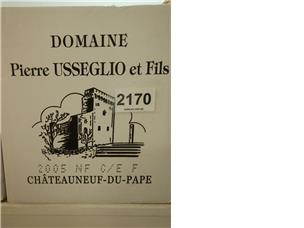 DOMAINE
Pierre USSEGLIO et Fils
2170
2005 NF C/E F
CHÂTEAUNEUF-DU-PAPE